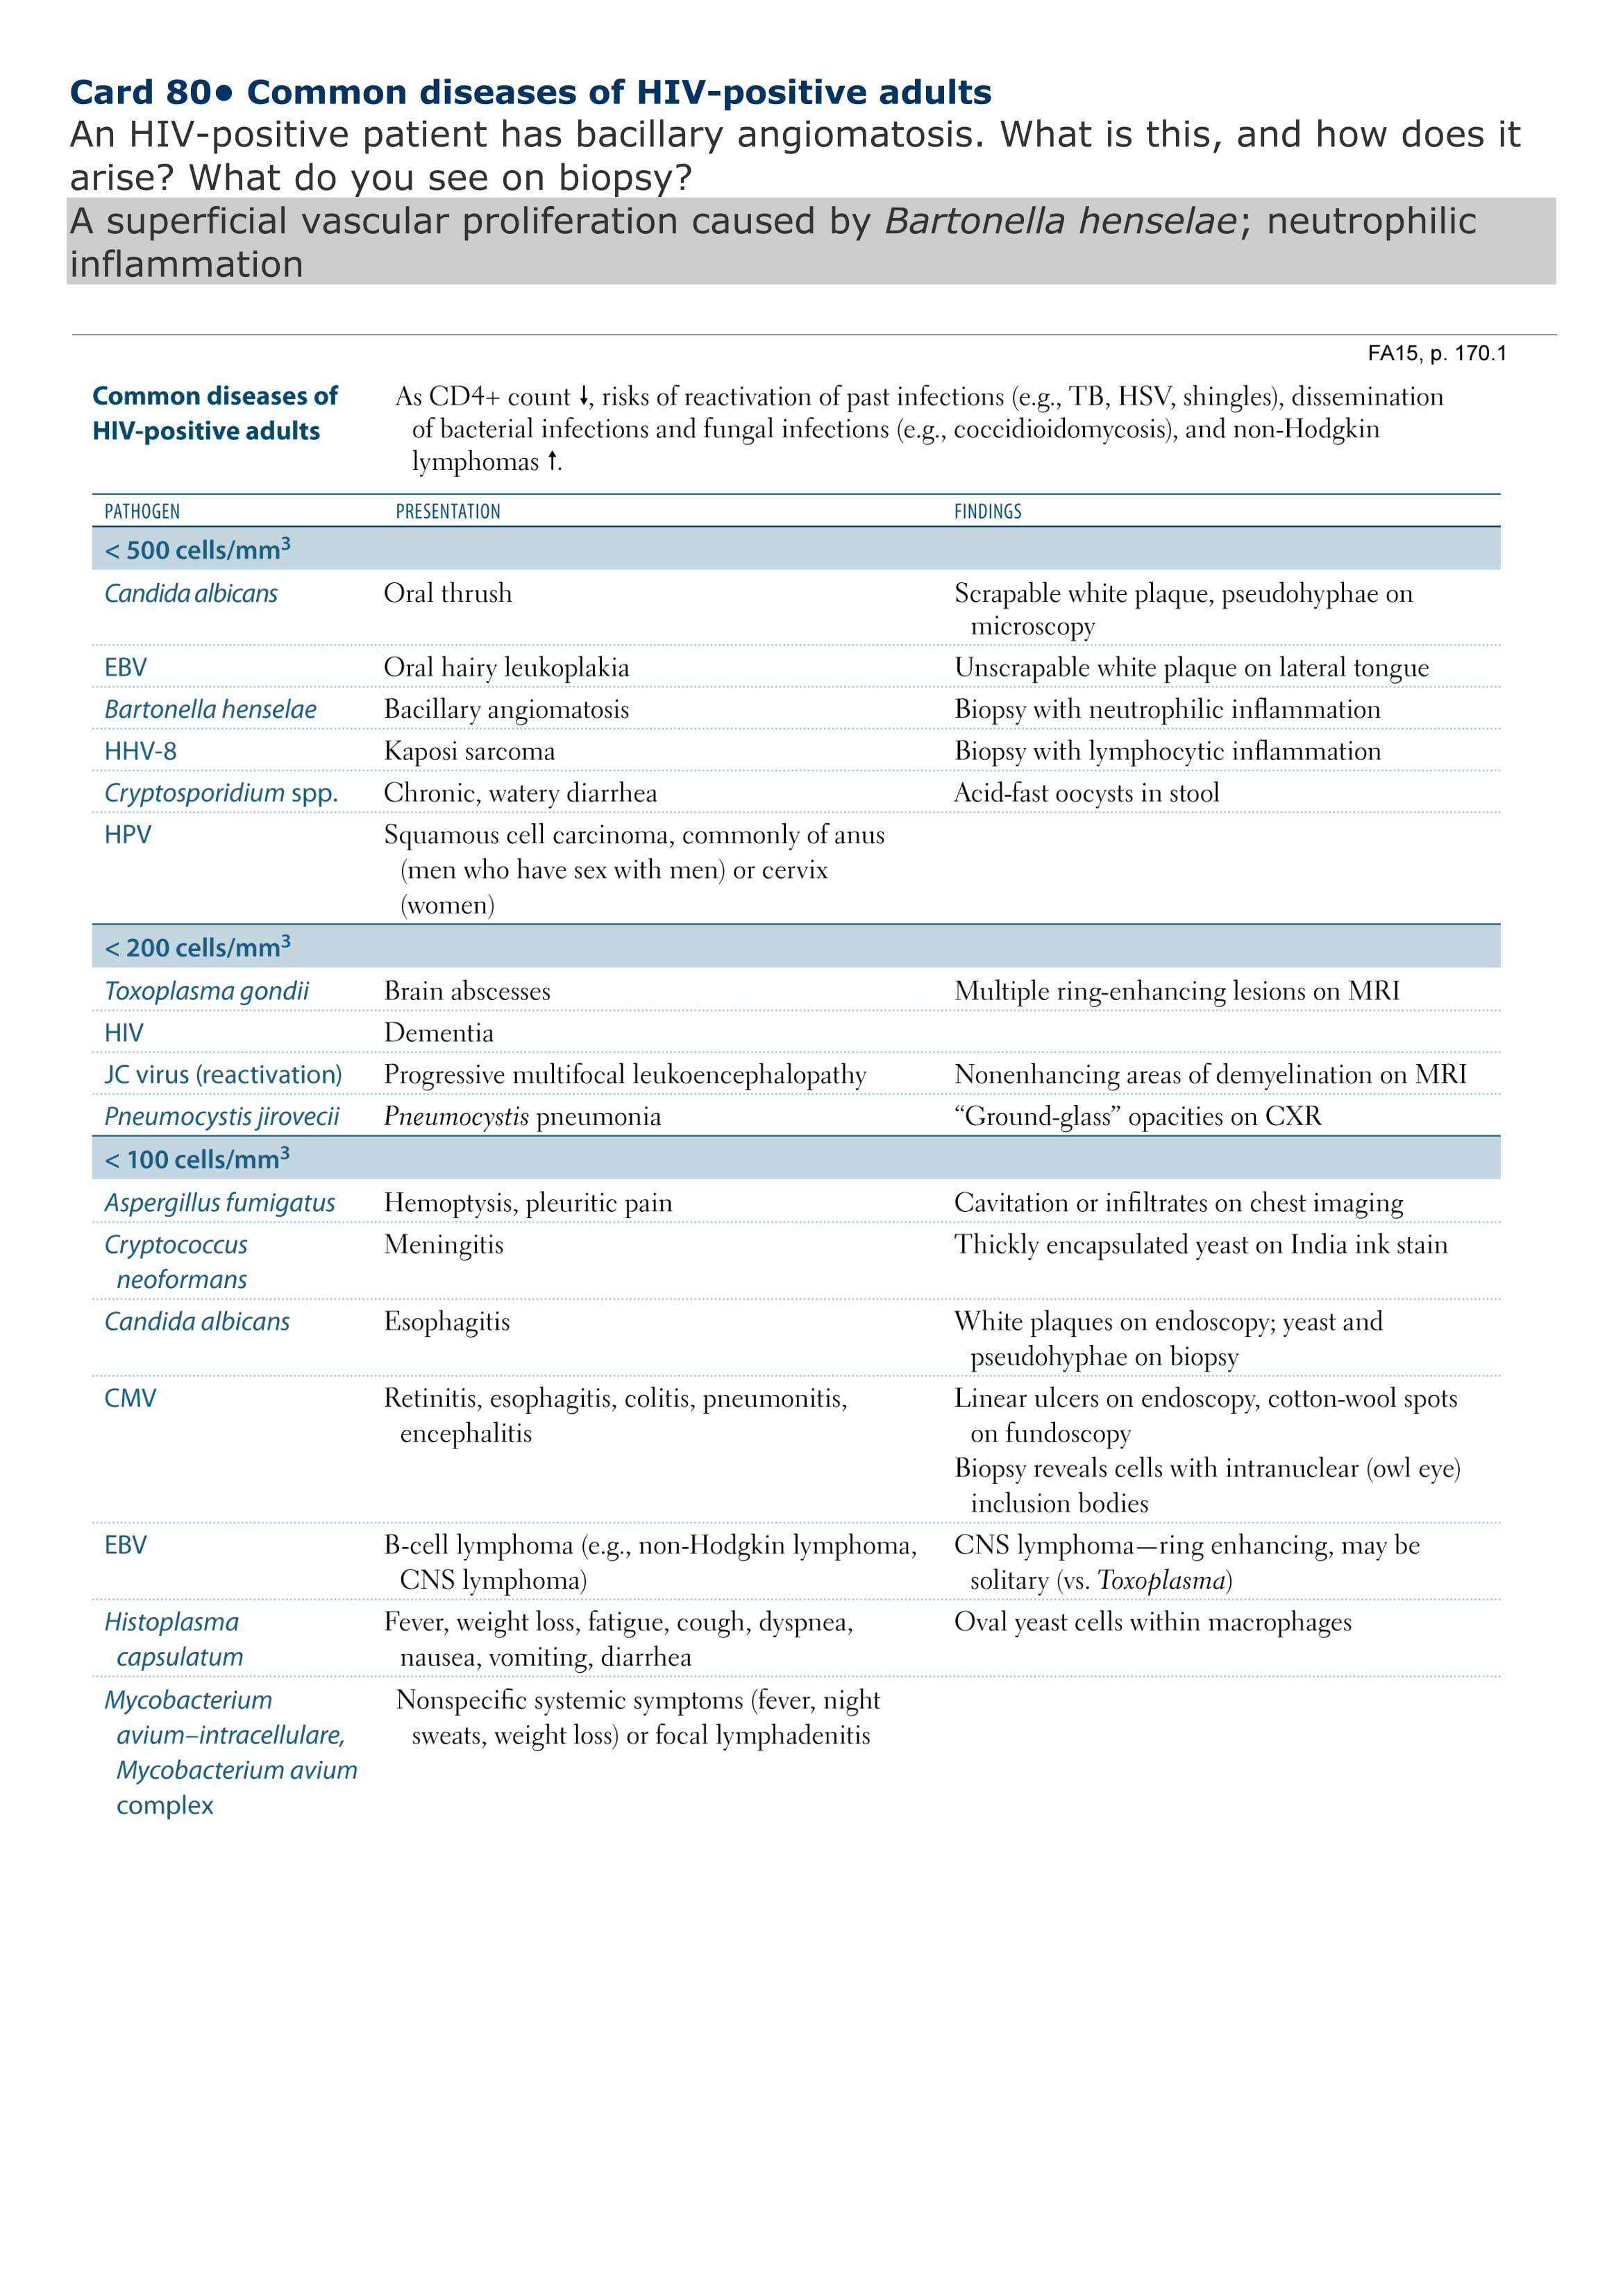 Card 80● Common diseases of HIV-positive adults
An HIV-positive patient has bacillary angiomatosis. What is this, and how does it
arise? What do you see on biopsy?
A superficial vascular proliferation caused by Bartonella henselae; neutrophilic
inflammation
FA15, p. 170.1
Common diseases of
HIV-positive adults
As CD4+ count ↓, risks of reactivation of past infections (e.g., TB, HSV, shingles), dissemination
of bacterial infections and fungal infections (e.g., coccidioidomycosis), and non-Hodgkin
lymphomas ↑.
PATHOGEN PRESENTATION FINDINGS
< 500 cells/mm³
Candida albicans Oral thrush Scrapable white plaque, pseudohyphae on
microscopy
EBV Oral hairy leukoplakia Unscrapable white plaque on lateral tongue
Bartonella henselae Bacillary angiomatosis Biopsy with neutrophilic inflammation
HHV-8 Kaposi sarcoma Biopsy with lymphocytic inflammation
Cryptosporidium spp. Chronic, watery diarrhea Acid-fast oocysts in stool
HPV Squamous cell carcinoma, commonly of anus
(men who have sex with men) or cervix
(women)
< 200 cells/mm³
Toxoplasma gondii Brain abscesses Multiple ring-enhancing lesions on MRI
HIV Dementia
JC virus (reactivation) Progressive multifocal leukoencephalopathy Nonenhancing areas of demyelination on MRI
Pneumocystis jirovecii Pneumocystis pneumonia “Ground-glass” opacities on CXR
< 100 cells/mm³
Aspergillus fumigatus Hemoptysis, pleuritic pain Cavitation or infiltrates on chest imaging
Cryptococcus Meningitis Thickly encapsulated yeast on India ink stain
neoformans
Candida albicans Esophagitis White plaques on endoscopy; yeast and
pseudohyphae on biopsy
CMV Retinitis, esophagitis, colitis, pneumonitis, Linear ulcers on endoscopy, cotton-wool spots
encephalitis on fundoscopy
Biopsy reveals cells with intranuclear (owl eye)
inclusion bodies
EBV B-cell lymphoma (e.g., non-Hodgkin lymphoma, CNS lymphoma—ring enhancing, may be
CNS lymphoma) solitary (vs. Toxoplasma)
Histoplasma Fever, weight loss, fatigue, cough, dyspnea, Oval yeast cells within macrophages
capsulatum nausea, vomiting, diarrhea
Mycobacterium Nonspecific systemic symptoms (fever, night
avium–intracellulare, sweats, weight loss) or focal lymphadenitis
Mycobacterium avium
complex